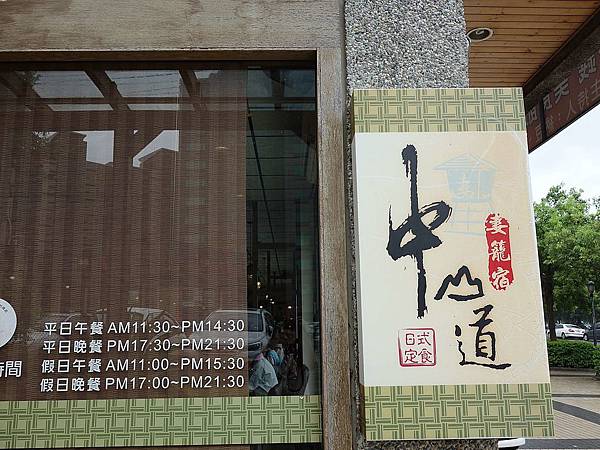 平日午餐 AM11:30~PM14:30
平日晚餐 PM17:30~PM21:30
假日午餐 AM11:00~PM15:30
假日晚餐 PM17:00~PM21:30
時間
中山道
妻籠宿
日式
定食